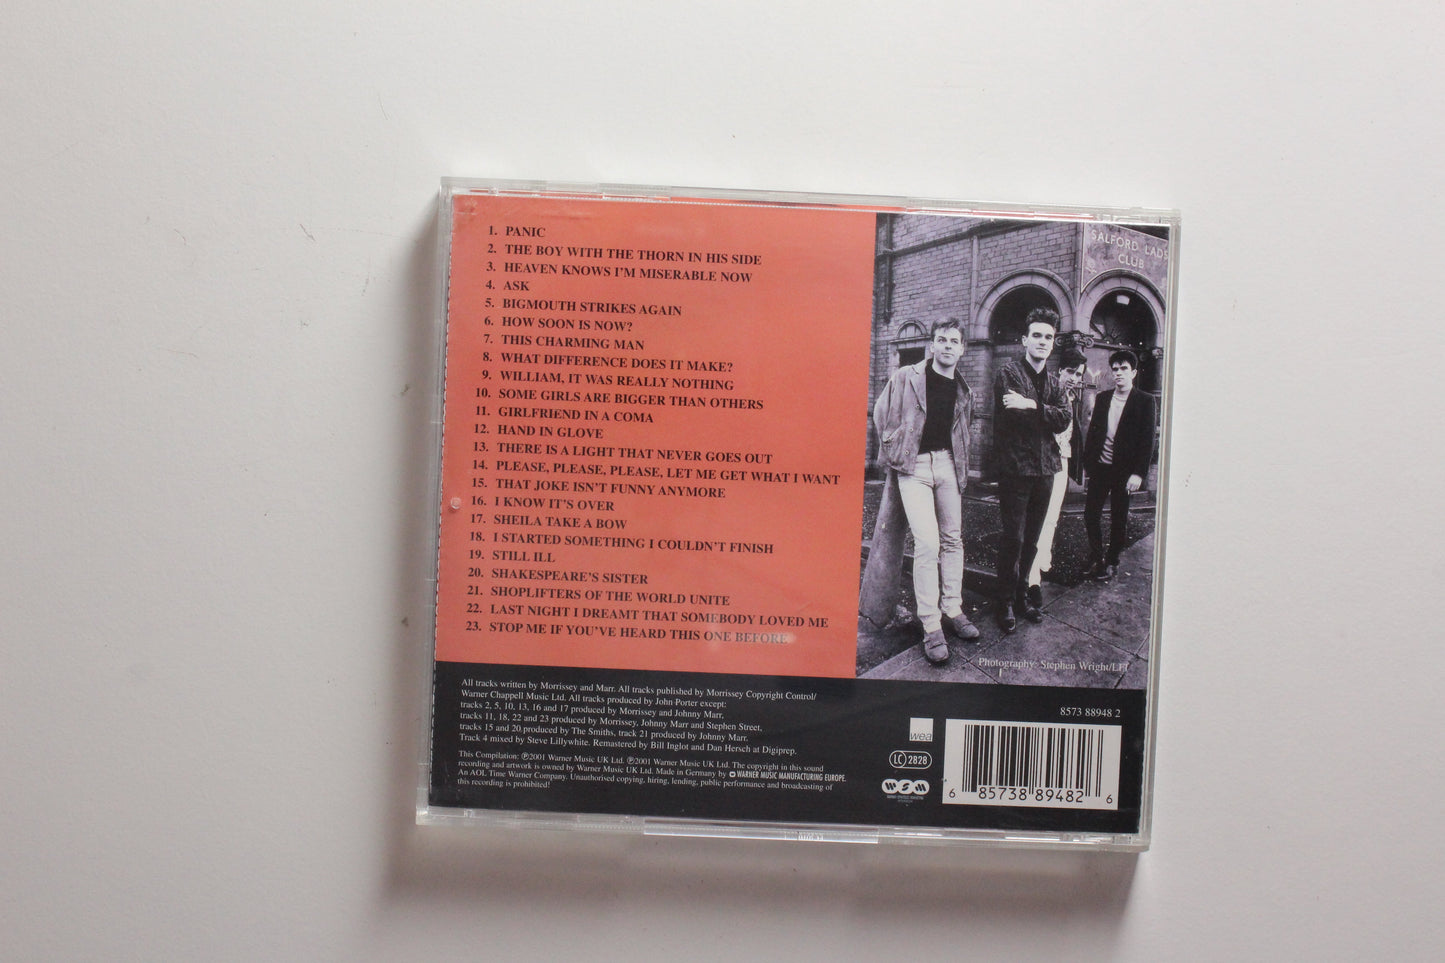 1. PANIC
2. THE BOY WITH THE THORN IN HIS SIDE
3. HEAVEN KNOWS I'M MISERABLE NOW
4. ASK
5. BIGMOUTH STRIKES AGAIN
6. HOW SOON IS NOW?
7. THIS CHARMING MAN
8. WHAT DIFFERENCE DOES IT MAKE?
9. WILLIAM, IT WAS REALLY NOTHING
10. SOME GIRLS ARE BIGGER THAN OTHERS
11. GIRLFRIEND IN A COMA
12. HAND IN GLOVE
13. THERE IS A LIGHT THAT NEVER GOES OUT
14. PLEASE, PLEASE, PLEASE, LET ME GET WHAT I WANT
15. THAT JOKE ISN'T FUNNY ANYMORE
16. I KNOW IT'S OVER
17. SHEILA TAKE A BOW
18. I STARTED SOMETHING I COULDN'T FINISH
19. STILL ILL
20. SHAKESPEARE'S SISTER
21. SHOPLIFTERS OF THE WORLD UNITE
22. LAST NIGHT I DREAMT THAT SOMEBODY LOVED ME
23. STOP ME IF YOU'VE HEARD THIS ONE BEFORE
SALFORD LADS
CLUB
Photography: Stephen Wright/LFI
All tracks written by Morrissey and Marr. All tracks published by Morrissey Copyright Control/
Warner Chappell Music Ltd. All tracks produced by John Porter except:
tracks 2, 5, 10, 13, 16 and 17 produced by Morrissey and Johnny Marr,
tracks 11, 18, 22 and 23 produced by Morrissey, Johnny Marr and Stephen Street,
tracks 15 and 20 produced by The Smiths, track 21 produced by Johnny Marr.
Track 4 mixed by Steve Lillywhite. Remastered by Bill Inglot and Dan Hersch at Digiprep.
This Compilation: ℗2001 Warner Music UK Ltd. ℗2001 Warner Music UK Ltd. The copyright in this sound
recording and artwork is owned by Warner Music UK Ltd. Made in Germany by WARNER MUSIC MANUFACTURING EUROPE.
An AOL Time Warner Company. Unauthorised copying, hiring, lending, public performance and broadcasting of
this recording is prohibited!
8573 88948 2
wea
LC 2828
WSM
6 85738 89482 6